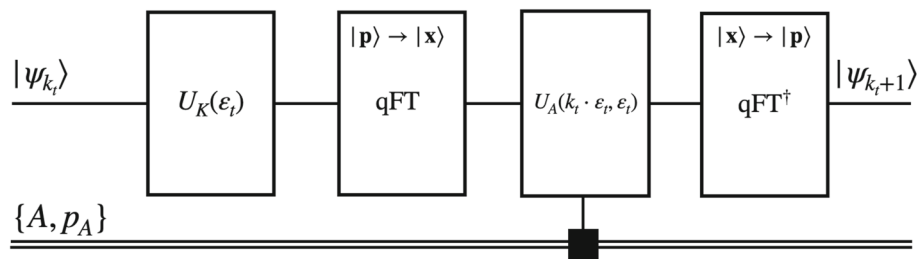 |ψ_{k_t}⟩
U_K(ε_t)
|p⟩ → |x⟩
qFT
U_A(k_t · ε_t, ε_t)
|x⟩ → |p⟩
qFT†
|ψ_{k_t+1}⟩
{A, p_A}